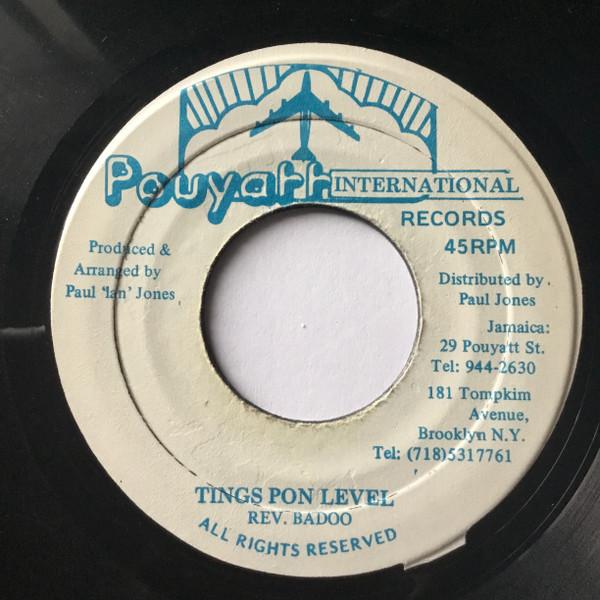 Pouyatt INTERNATIONAL
RECORDS
45RPM
Produced &
Arranged by
Paul 'Ian' Jones
Distributed by
Paul Jones
Jamaica:
29 Pouyatt St.
Tel: 944-2630
181 Tompkim
Avenue,
Brooklyn N.Y.
Tel: (718)5317761
TINGS PON LEVEL
REV. BADOO
ALL RIGHTS RESERVED